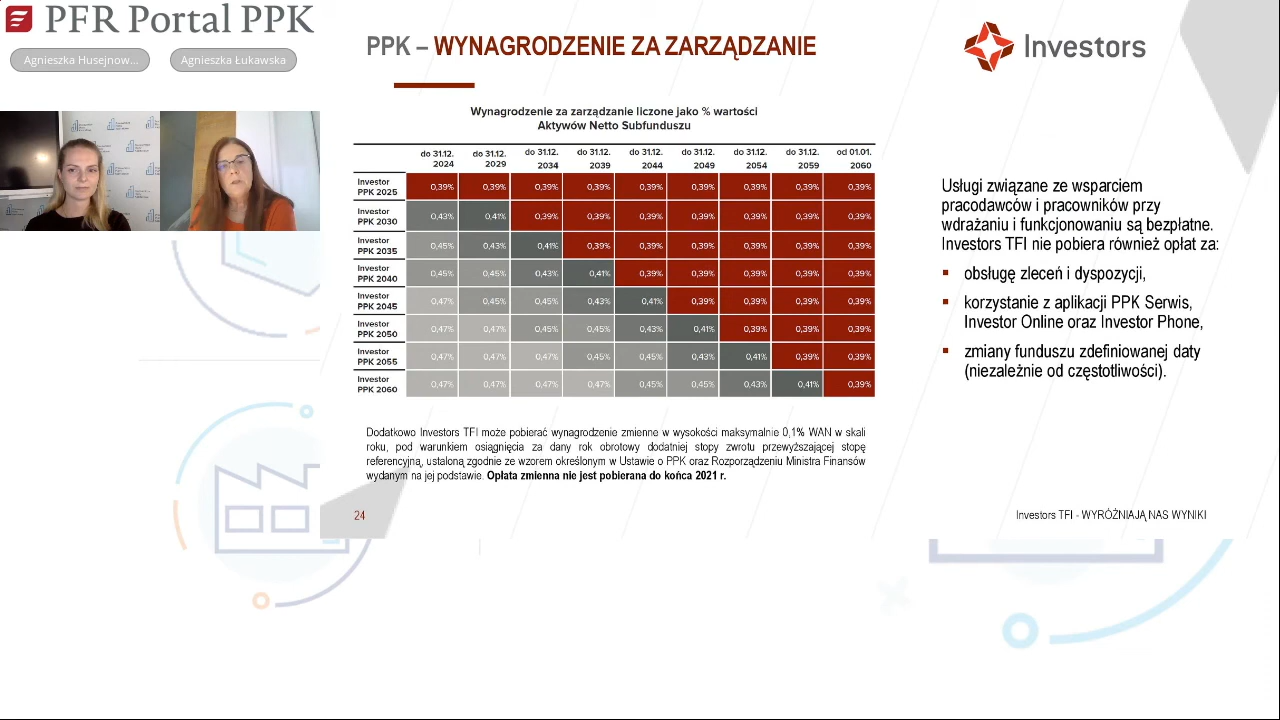 PFR Portal PPK
Agnieszka Husejnow...
Agnieszka Łukawska
PPK – WYNAGRODZENIE ZA ZARZĄDZANIE
Investors
Wynagrodzenie za zarządzanie liczone jako % wartości
Aktywów Netto Subfunduszu
do 31.12. 2024 do 31.12. 2029 do 31.12. 2034 do 31.12. 2039 do 31.12. 2044 do 31.12. 2049 do 31.12. 2054 do 31.12. 2059 od 01.01. 2060
Investor PPK 2025 0,39% 0,39% 0,39% 0,39% 0,39% 0,39% 0,39% 0,39% 0,39%
Investor PPK 2030 0,43% 0,41% 0,39% 0,39% 0,39% 0,39% 0,39% 0,39% 0,39%
Investor PPK 2035 0,45% 0,43% 0,41% 0,39% 0,39% 0,39% 0,39% 0,39% 0,39%
Investor PPK 2040 0,45% 0,45% 0,43% 0,41% 0,39% 0,39% 0,39% 0,39% 0,39%
Investor PPK 2045 0,47% 0,45% 0,45% 0,43% 0,41% 0,39% 0,39% 0,39% 0,39%
Investor PPK 2050 0,47% 0,47% 0,45% 0,45% 0,43% 0,41% 0,39% 0,39% 0,39%
Investor PPK 2055 0,47% 0,47% 0,47% 0,45% 0,45% 0,43% 0,41% 0,39% 0,39%
Investor PPK 2060 0,47% 0,47% 0,47% 0,47% 0,45% 0,45% 0,43% 0,41% 0,39%
Dodatkowo Investors TFI może pobierać wynagrodzenie zmienne w wysokości maksymalnie 0,1% WAN w skali
roku, pod warunkiem osiągnięcia za dany rok obrotowy dodatniej stopy zwrotu przewyższającej stopę
referencyjną, ustaloną zgodnie ze wzorem określonym w Ustawie o PPK oraz Rozporządzeniu Ministra Finansów
wydanym na jej podstawie. Opłata zmienna nie jest pobierana do końca 2021 r.
Usługi związane ze wsparciem
pracodawców i pracowników przy
wdrażaniu i funkcjonowaniu są bezpłatne.
Investors TFI nie pobiera również opłat za:
obsługę zleceń i dyspozycji,
korzystanie z aplikacji PPK Serwis,
Investor Online oraz Investor Phone,
zmiany funduszu zdefiniowanej daty
(niezależnie od częstotliwości).
24
Investors TFI - WYRÓŻNIAJĄ NAS WYNIKI